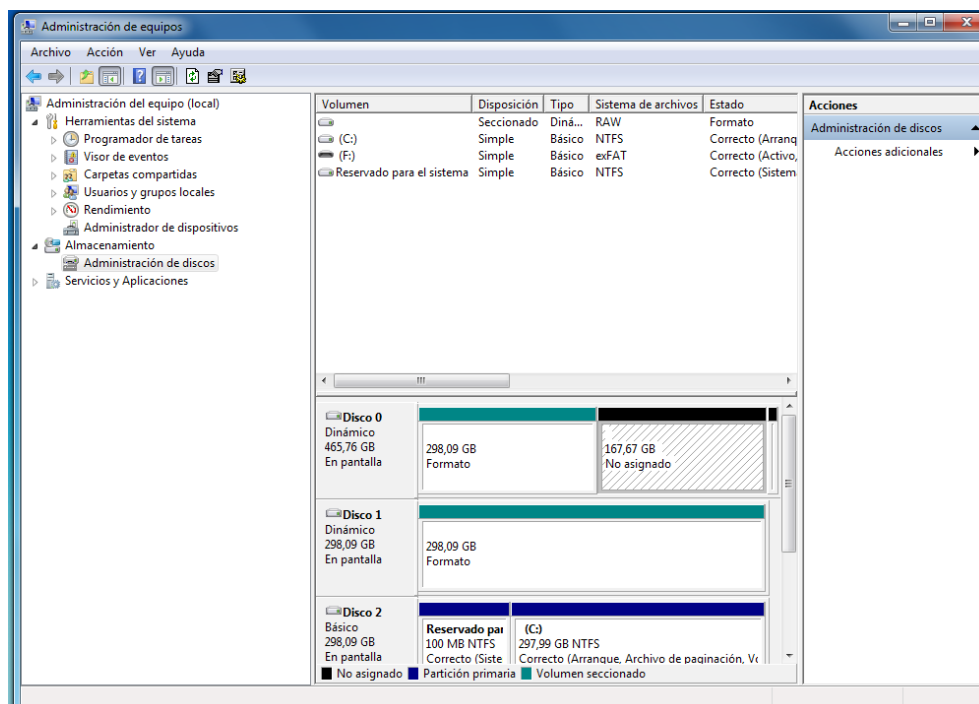 Administración de equipos
Archivo Acción Ver Ayuda
Administración del equipo (local)
Herramientas del sistema
Programador de tareas
Visor de eventos
Carpetas compartidas
Usuarios y grupos locales
Rendimiento
Administrador de dispositivos
Almacenamiento
Administración de discos
Servicios y Aplicaciones
Volumen Disposición Tipo Sistema de archivos Estado
Seccionado Diná... RAW Formato
(C:) Simple Básico NTFS Correcto (Arranq
(F:) Simple Básico exFAT Correcto (Activo,
Reservado para el sistema Simple Básico NTFS Correcto (Sistem
Disco 0
Dinámico
465,76 GB
En pantalla
298,09 GB
Formato
167,67 GB
No asignado
Disco 1
Dinámico
298,09 GB
En pantalla
298,09 GB
Formato
Disco 2
Básico
298,09 GB
En pantalla
Reservado par
100 MB NTFS
Correcto (Siste
(C:)
297,99 GB NTFS
Correcto (Arranque, Archivo de paginación, Vo
No asignado Partición primaria Volumen seccionado
Acciones
Administración de discos
Acciones adicionales